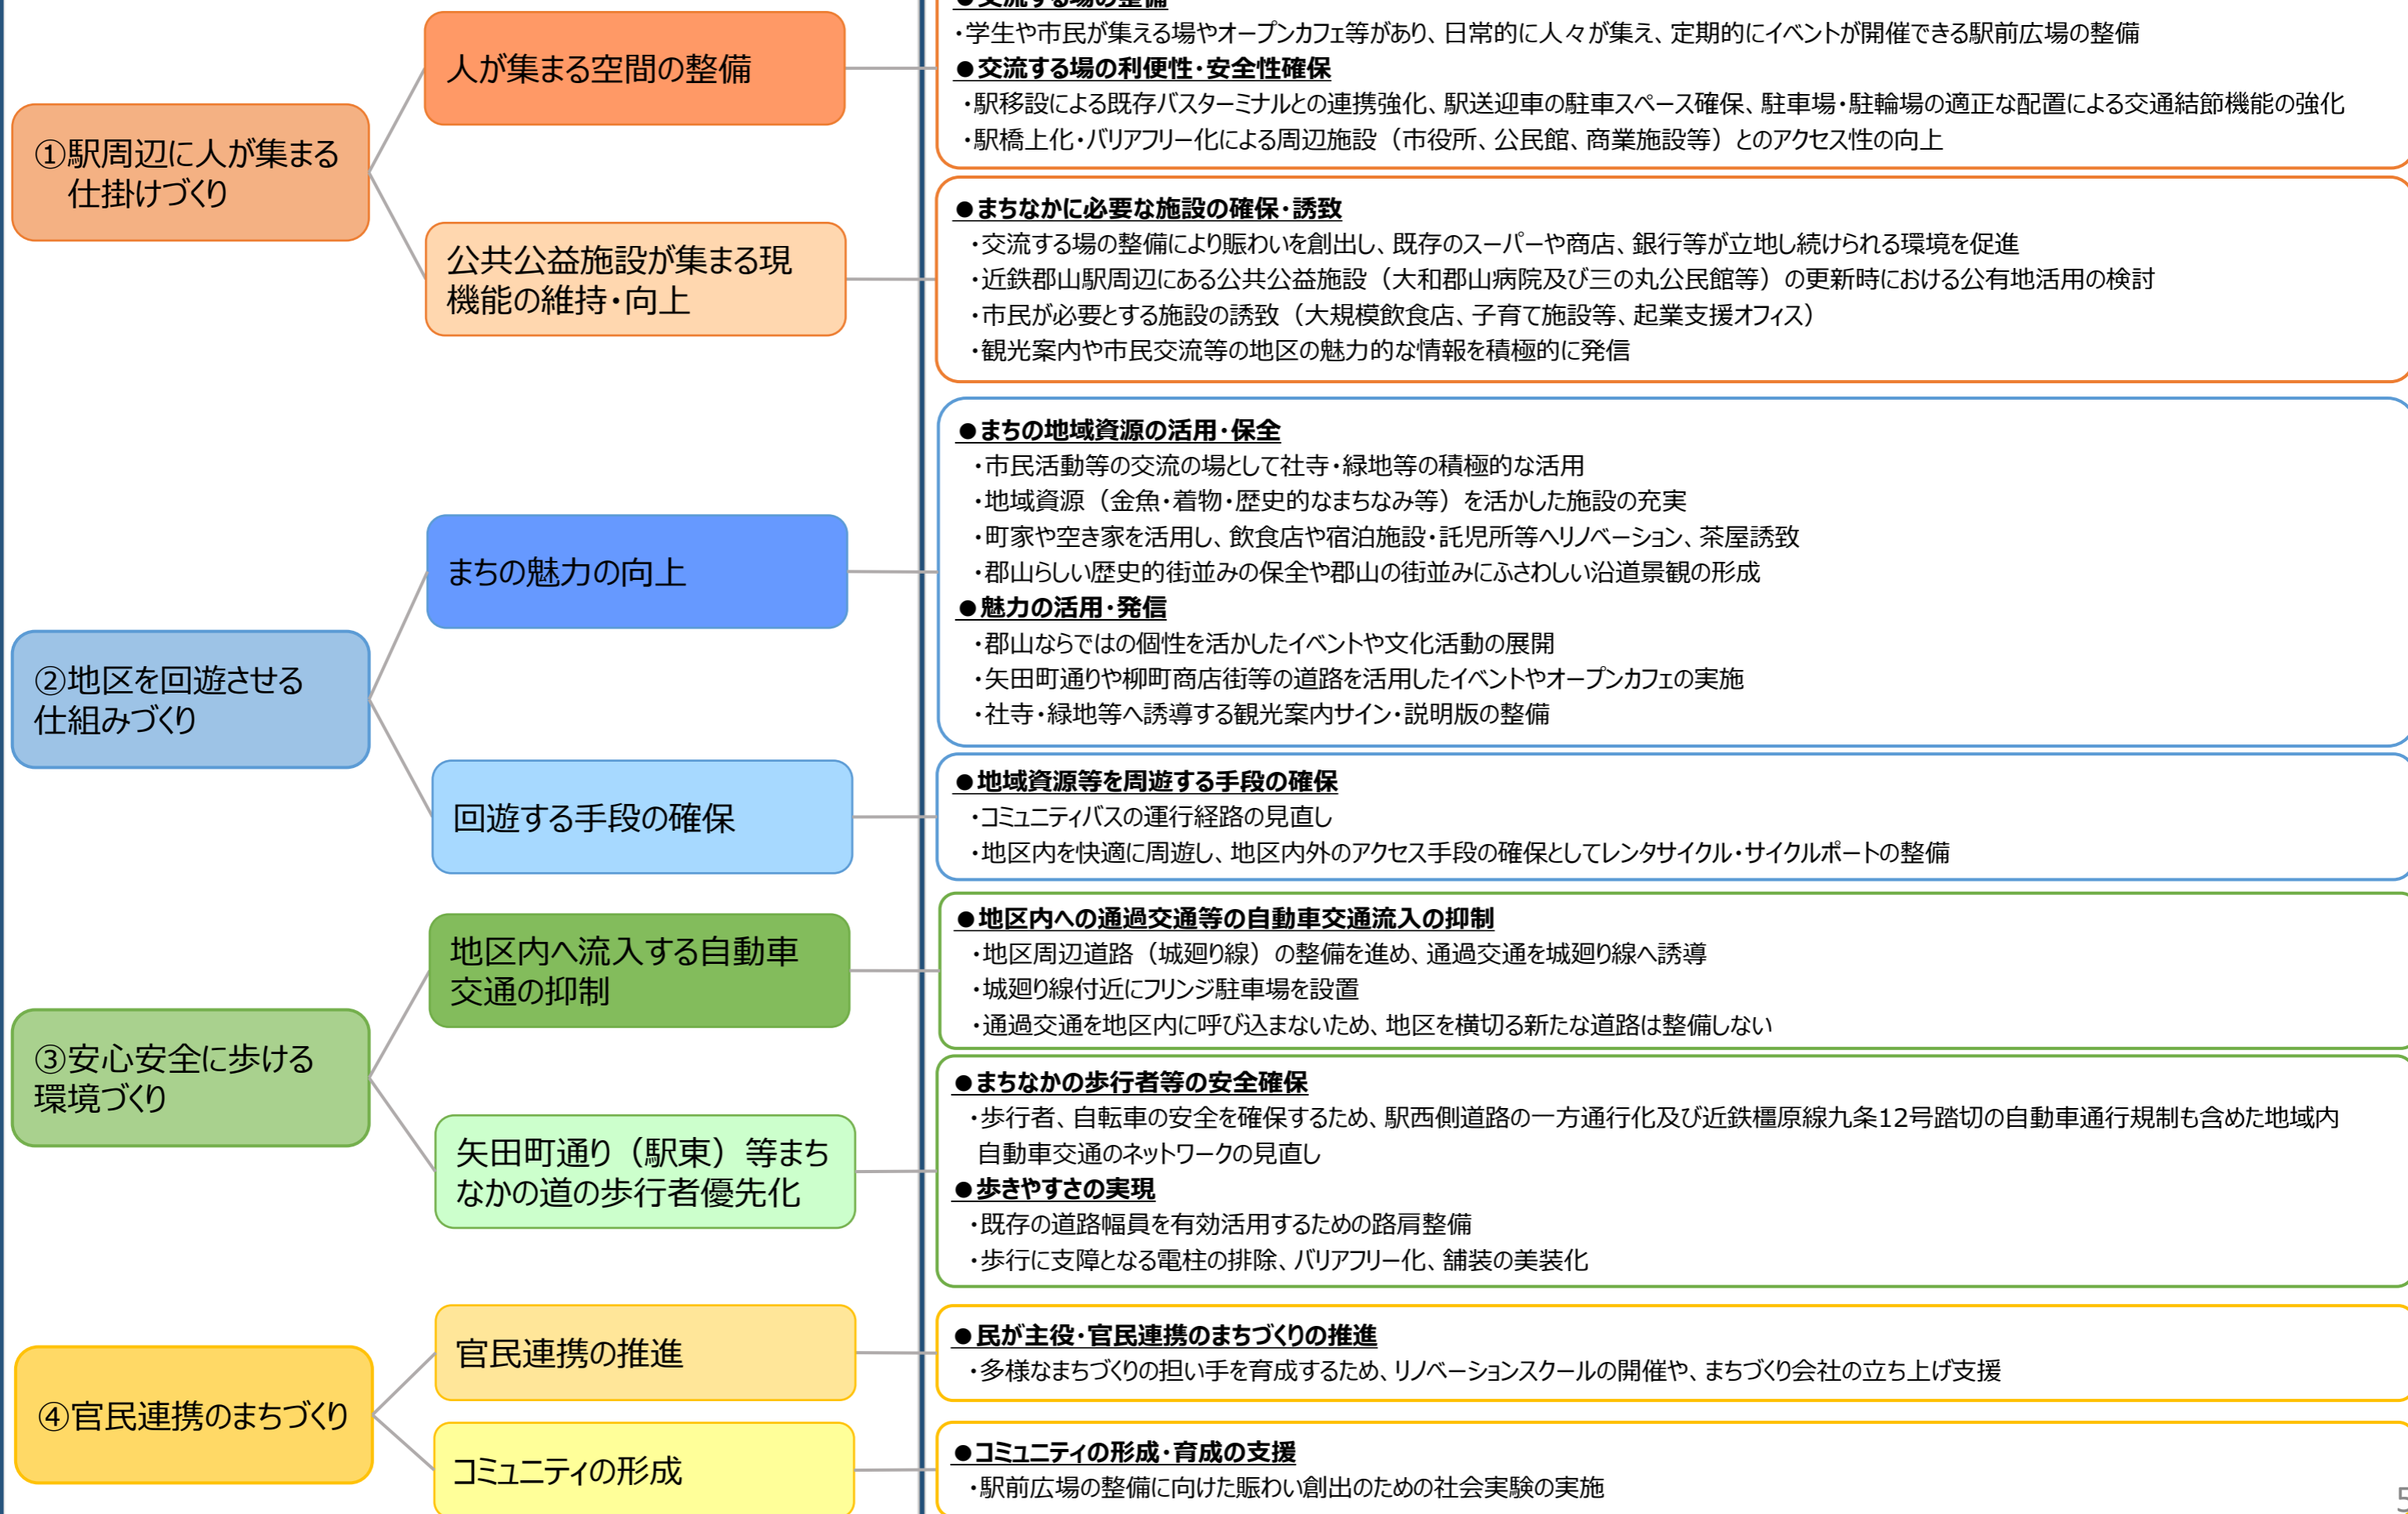 ●交流する場の整備
・学生や市民が集える場やオープンカフェ等があり、日常的に人々が集え、定期的にイベントが開催できる駅前広場の整備
●交流する場の利便性・安全性確保
・駅移設による既存バスターミナルとの連携強化、駅送迎車の駐車スペース確保、駐車場・駐輪場の適正な配置による交通結節機能の強化
・駅橋上化・バリアフリー化による周辺施設（市役所、公民館、商業施設等）とのアクセス性の向上
人が集まる空間の整備
①駅周辺に人が集まる
仕掛けづくり
公共公益施設が集まる現
機能の維持・向上
●まちなかに必要な施設の確保・誘致
・交流する場の整備により賑わいを創出し、既存のスーパーや商店、銀行等が立地し続けられる環境を促進
・近鉄郡山駅周辺にある公共公益施設（大和郡山病院及び三の丸公民館等）の更新時における公有地活用の検討
・市民が必要とする施設の誘致（大規模飲食店、子育て施設等、起業支援オフィス）
・観光案内や市民交流等の地区の魅力的な情報を積極的に発信
②地区を回遊させる
仕組みづくり
まちの魅力の向上
●まちの地域資源の活用・保全
・市民活動等の交流の場として社寺・緑地等の積極的な活用
・地域資源（金魚・着物・歴史的なまちなみ等）を活かした施設の充実
・町家や空き家を活用し、飲食店や宿泊施設・託児所等へリノベーション、茶屋誘致
・郡山らしい歴史的街並みの保全や郡山の街並みにふさわしい沿道景観の形成
●魅力の活用・発信
・郡山ならではの個性を活かしたイベントや文化活動の展開
・矢田町通りや柳町商店街等の道路を活用したイベントやオープンカフェの実施
・社寺・緑地等へ誘導する観光案内サイン・説明版の整備
回遊する手段の確保
●地域資源等を周遊する手段の確保
・コミュニティバスの運行経路の見直し
・地区内を快適に周遊し、地区内外のアクセス手段の確保としてレンタサイクル・サイクルポートの整備
③安心安全に歩ける
環境づくり
地区内へ流入する自動車
交通の抑制
●地区内への通過交通等の自動車交通流入の抑制
・地区周辺道路（城廻り線）の整備を進め、通過交通を城廻り線へ誘導
・城廻り線付近にフリンジ駐車場を設置
・通過交通を地区内に呼び込まないため、地区を横切る新たな道路は整備しない
矢田町通り（駅東）等まち
なかの道の歩行者優先化
●まちなかの歩行者等の安全確保
・歩行者、自転車の安全を確保するため、駅西側道路の一方通行化及び近鉄橿原線九条12号踏切の自動車通行規制も含めた地域内
自動車交通のネットワークの見直し
●歩きやすさの実現
・既存の道路幅員を有効活用するための路肩整備
・歩行に支障となる電柱の排除、バリアフリー化、舗装の美装化
④官民連携のまちづくり
官民連携の推進
●民が主役・官民連携のまちづくりの推進
・多様なまちづくりの担い手を育成するため、リノベーションスクールの開催や、まちづくり会社の立ち上げ支援
コミュニティの形成
●コミュニティの形成・育成の支援
・駅前広場の整備に向けた賑わい創出のための社会実験の実施
5